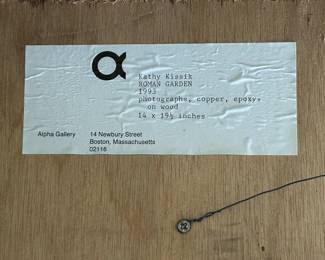 Kathy Kissik
ROMAN GARDEN
1993
photographs, copper, epoxy,
on wood
14 x 19½ inches
Alpha Gallery
14 Newbury Street
Boston, Massachusetts
02116